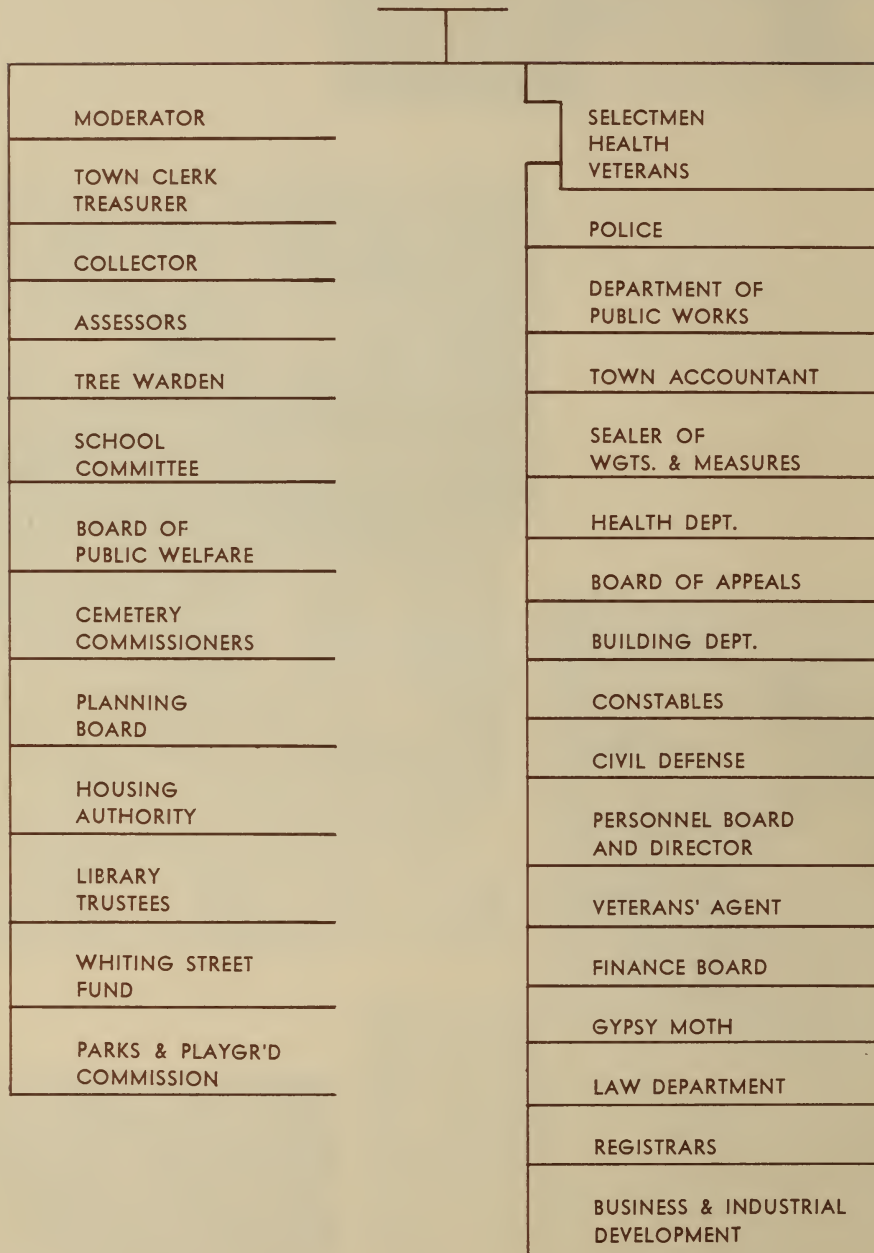 MODERATOR
TOWN CLERK
TREASURER
COLLECTOR
ASSESSORS
TREE WARDEN
SCHOOL
COMMITTEE
BOARD OF
PUBLIC WELFARE
CEMETERY
COMMISSIONERS
PLANNING
BOARD
HOUSING
AUTHORITY
LIBRARY
TRUSTEES
WHITING STREET
FUND
PARKS & PLAYGR'D
COMMISSION
SELECTMEN
HEALTH
VETERANS
POLICE
DEPARTMENT OF
PUBLIC WORKS
TOWN ACCOUNTANT
SEALER OF
WGTS. & MEASURES
HEALTH DEPT.
BOARD OF APPEALS
BUILDING DEPT.
CONSTABLES
CIVIL DEFENSE
PERSONNEL BOARD
AND DIRECTOR
VETERANS' AGENT
FINANCE BOARD
GYPSY MOTH
LAW DEPARTMENT
REGISTRARS
BUSINESS & INDUSTRIAL
DEVELOPMENT